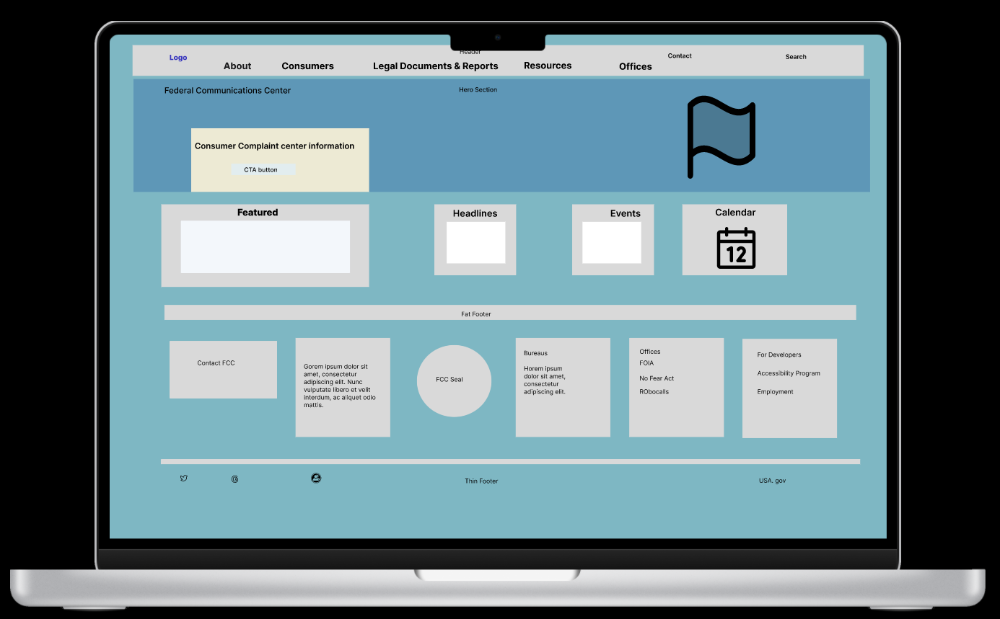 Header
Logo
Contact
Search
About
Consumers
Legal Documents & Reports
Resources
Offices
Federal Communications Center
Hero Section
Consumer Complaint center information
CTA button
Featured
Headlines
Events
Calendar
12
Fat Footer
Contact FCC
Gorem ipsum dolor sit
amet, consectetur
adipiscing elit. Nunc
vulputate libero et velit
interdum, ac aliquet odio
mattis.
FCC Seal
Bureaus
Horem ipsum
dolor sit amet,
consectetur
adipiscing elit.
Offices
FOIA
No Fear Act
RObocalls
For Developers
Accessibility Program
Employment
Thin Footer
USA. gov